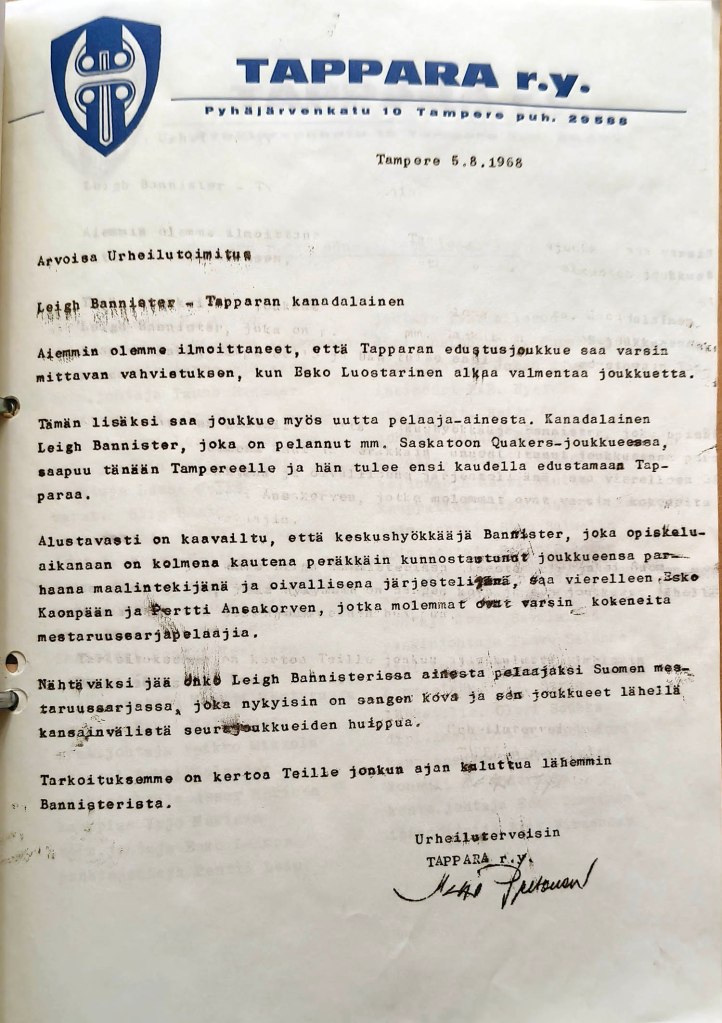 TAPPARA r.y.
Pyhäjärvenkatu 10 Tampere puh. 29588
Tampere 5.8.1968
Arvoisa Urheilutoimitus
Leigh Bannister - Tapparan kanadalainen
Aiemmin olemme ilmoittaneet, että Tapparan edustusjoukkue saa varsin
mittavan vahvistuksen, kun Esko Luostarinen alkaa valmentaa joukkuetta.
Tämän lisäksi saa joukkue myös uutta pelaaja-ainesta. Kanadalainen
Leigh Bannister, joka on pelannut mm. Saskatoon Quakers-joukkueessa,
saapuu tänään Tampereelle ja hän tulee ensi kaudella edustamaan Tap-
paraa.
Alustavasti on kaavailtu, että keskushyökkääjä Bannister, joka opiskelu-
aikanaan on kolmena kautena peräkkäin kunnostautunut joukkueensa par-
haana maalintekijänä ja oivallisena järjestelijänä, saa vierelleen Esko
Kaonpään ja Pertti Ansakorven, jotka molemmat ovat varsin kokeneita
mestaruussarjapelaajia.
Nähtäväksi jää onko Leigh Bannisterissa ainesta pelaajaksi Suomen mes-
taruussarjassa, joka nykyisin on sangen kova ja sen joukkueet lähellä
kansainvälistä seurajoukkueiden huippua.
Tarkoituksemme on kertoa Teille jonkun ajan kuluttua lähemmin
Bannisterista.
Urheiluterveisin
TAPPARA r.y.